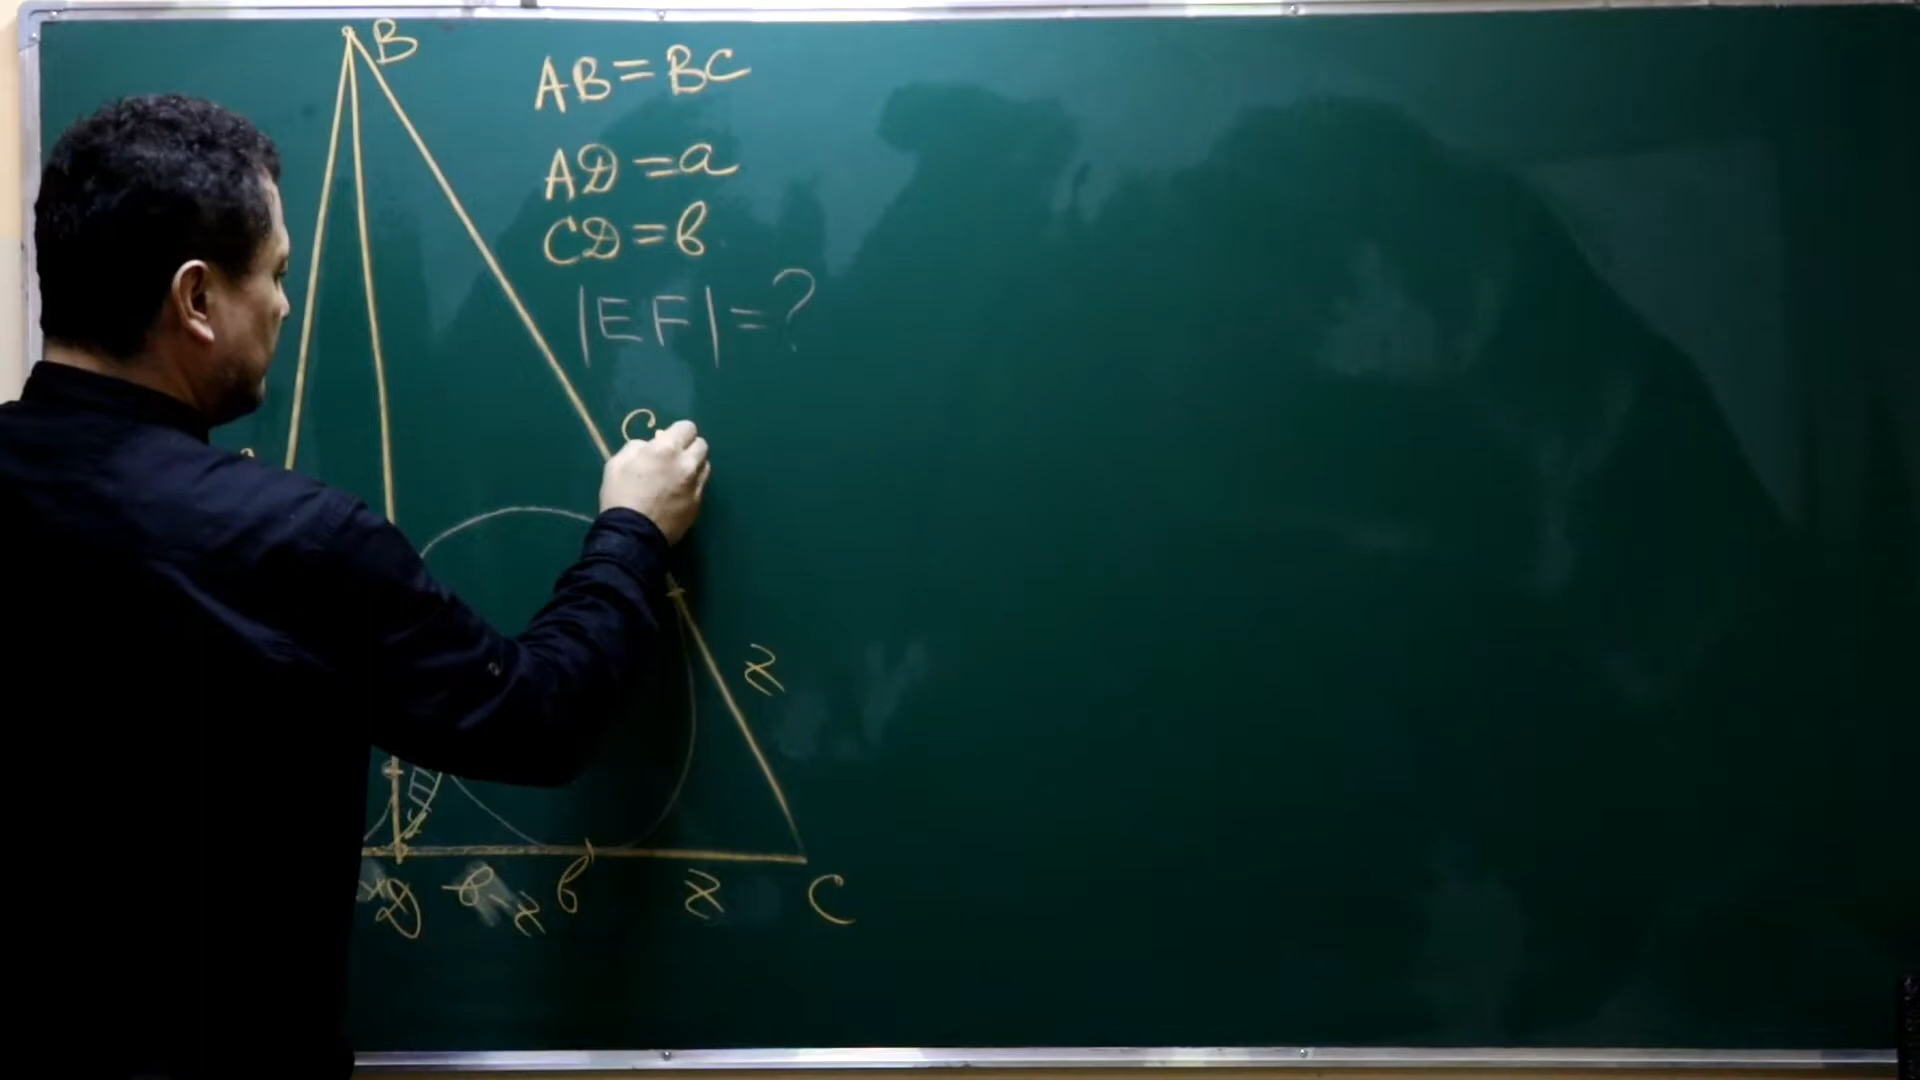 B
AB=BC
AD=a
CD=b
|EF|=?
C
z
D b-z b z C